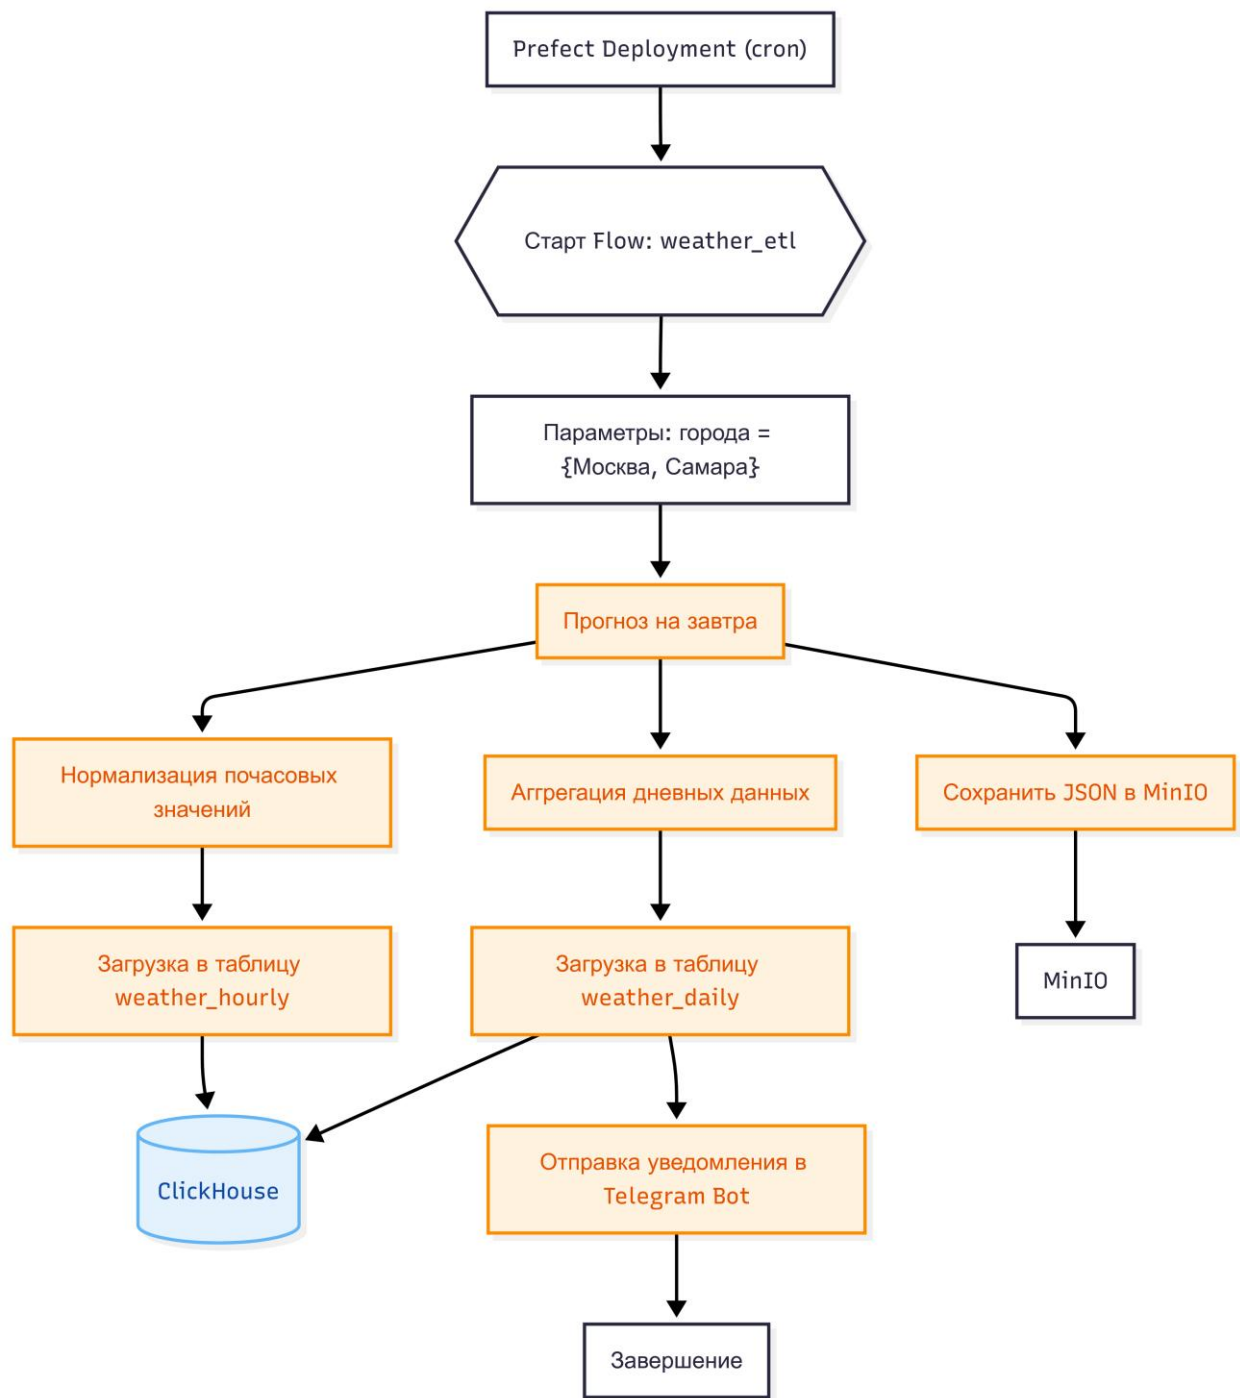 Prefect Deployment (cron)
Старт Flow: weather_etl
Параметры: города =
{Москва, Самара}
Прогноз на завтра
Нормализация почасовых
значений
Аггрегация дневных данных
Сохранить JSON в MinIO
Загрузка в таблицу
weather_hourly
Загрузка в таблицу
weather_daily
MinIO
ClickHouse
Отправка уведомления в
Telegram Bot
Завершение